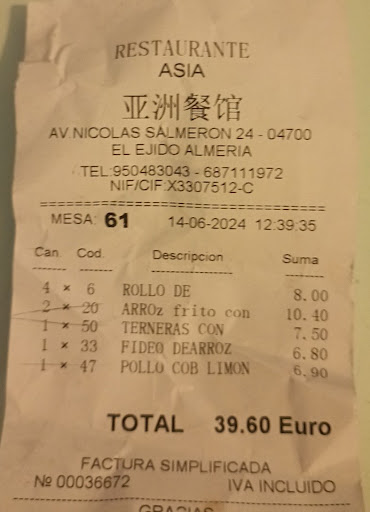 RESTAURANTE
ASIA
亚洲餐馆
AV.NICOLAS SALMERON 24 - 04700
EL EJIDO ALMERIA
TEL:950483043 - 687111972
NIF/CIF:X3307512-C
MESA: 61 14-06-2024 12:39:35
Can. Cod. Descripcion Suma
4 × 6 ROLLO DE 8.00
2 × 20 ARROz frito con 10.40
1 × 50 TERNERAS CON 7.50
1 × 33 FIDEO DEARROZ 6.80
1 × 47 POLLO COB LIMON 6.90
TOTAL 39.60 Euro
FACTURA SIMPLIFICADA
Nº 00036672 IVA INCLUIDO
GRACIAS